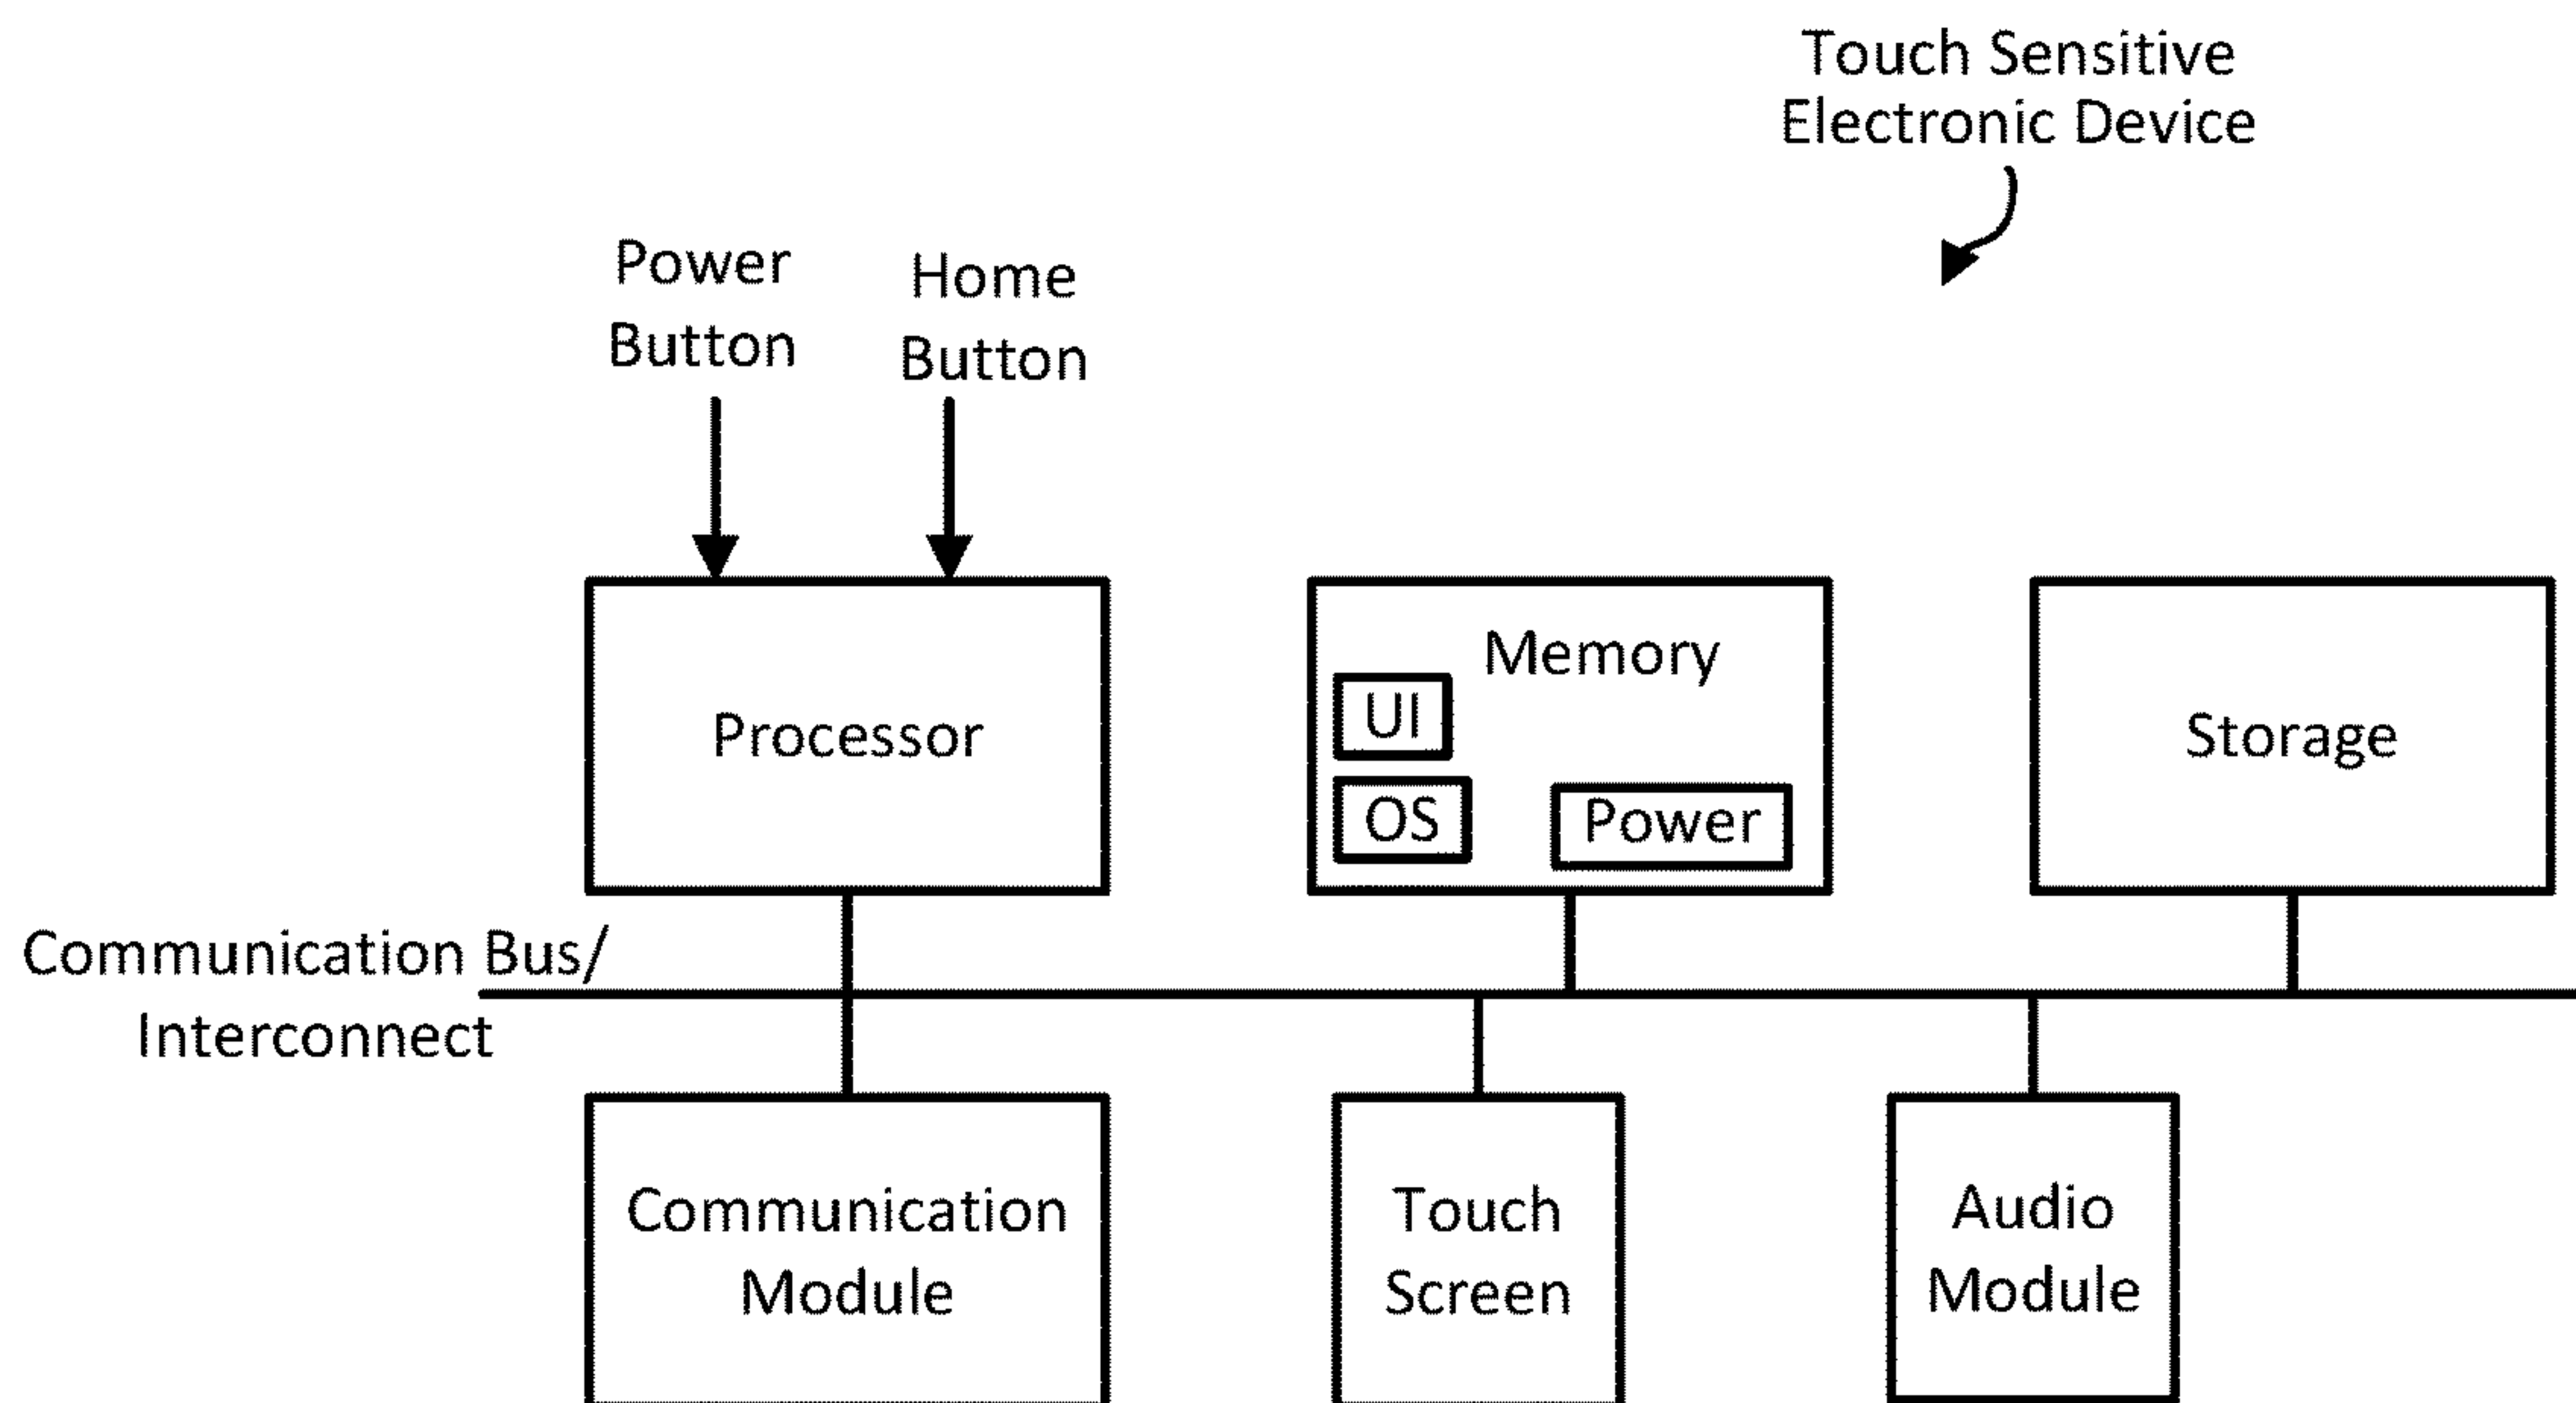 Touch Sensitive
Electronic Device
Power
Button
Home
Button
Processor
Memory
UI
OS
Power
Storage
Communication Bus/
Interconnect
Communication
Module
Touch
Screen
Audio
Module